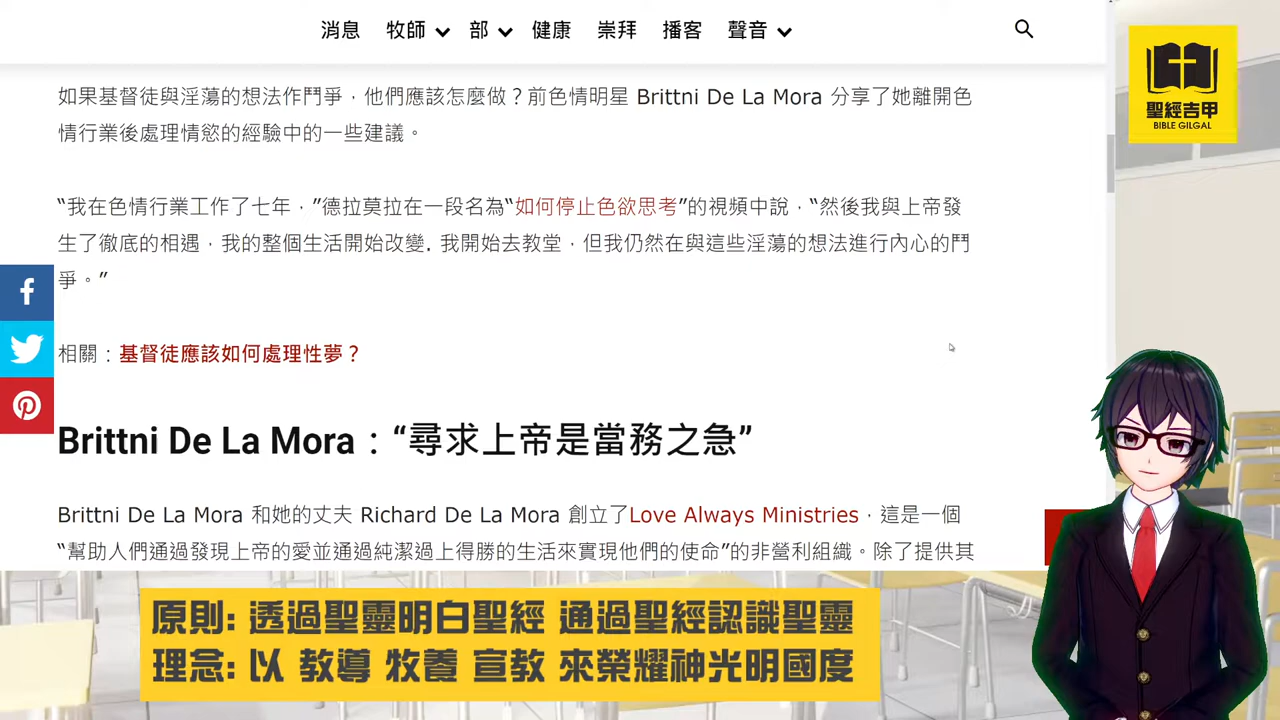 消息 牧師 部 健康 崇拜 播客 聲音
聖經吉甲
BIBLE GILGAL
如果基督徒與淫蕩的想法作鬥爭，他們應該怎麼做？前色情明星 Brittni De La Mora 分享了她離開色
情行業後處理情慾的經驗中的一些建議。
“我在色情行業工作了七年，”德拉莫拉在一段名為“如何停止色欲思考”的視頻中說，“然後我與上帝發
生了徹底的相遇，我的整個生活開始改變. 我開始去教堂，但我仍然在與這些淫蕩的想法進行內心的鬥
爭。”
相關：基督徒應該如何處理性夢？
Brittni De La Mora：“尋求上帝是當務之急”
Brittni De La Mora 和她的丈夫 Richard De La Mora 創立了Love Always Ministries，這是一個
“幫助人們通過發現上帝的愛並通過純潔過上得勝的生活來實現他們的使命”的非營利組織。除了提供其
原則: 透過聖靈明白聖經 通過聖經認識聖靈
理念: 以 教導 牧養 宣教 來榮耀神光明國度